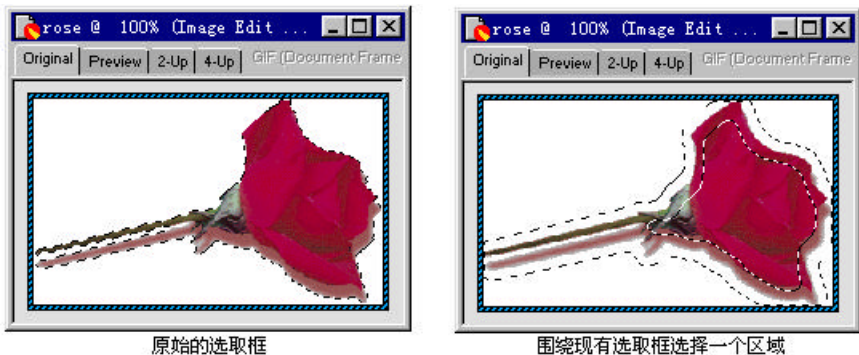 rose @ 100% (Image Edit ...
Original Preview 2-Up 4-Up GIF (Document Frame
原始的选取框
rose @ 100% (Image Edit ...
Original Preview 2-Up 4-Up GIF (Document Frame
围绕现有选取框选择一个区域